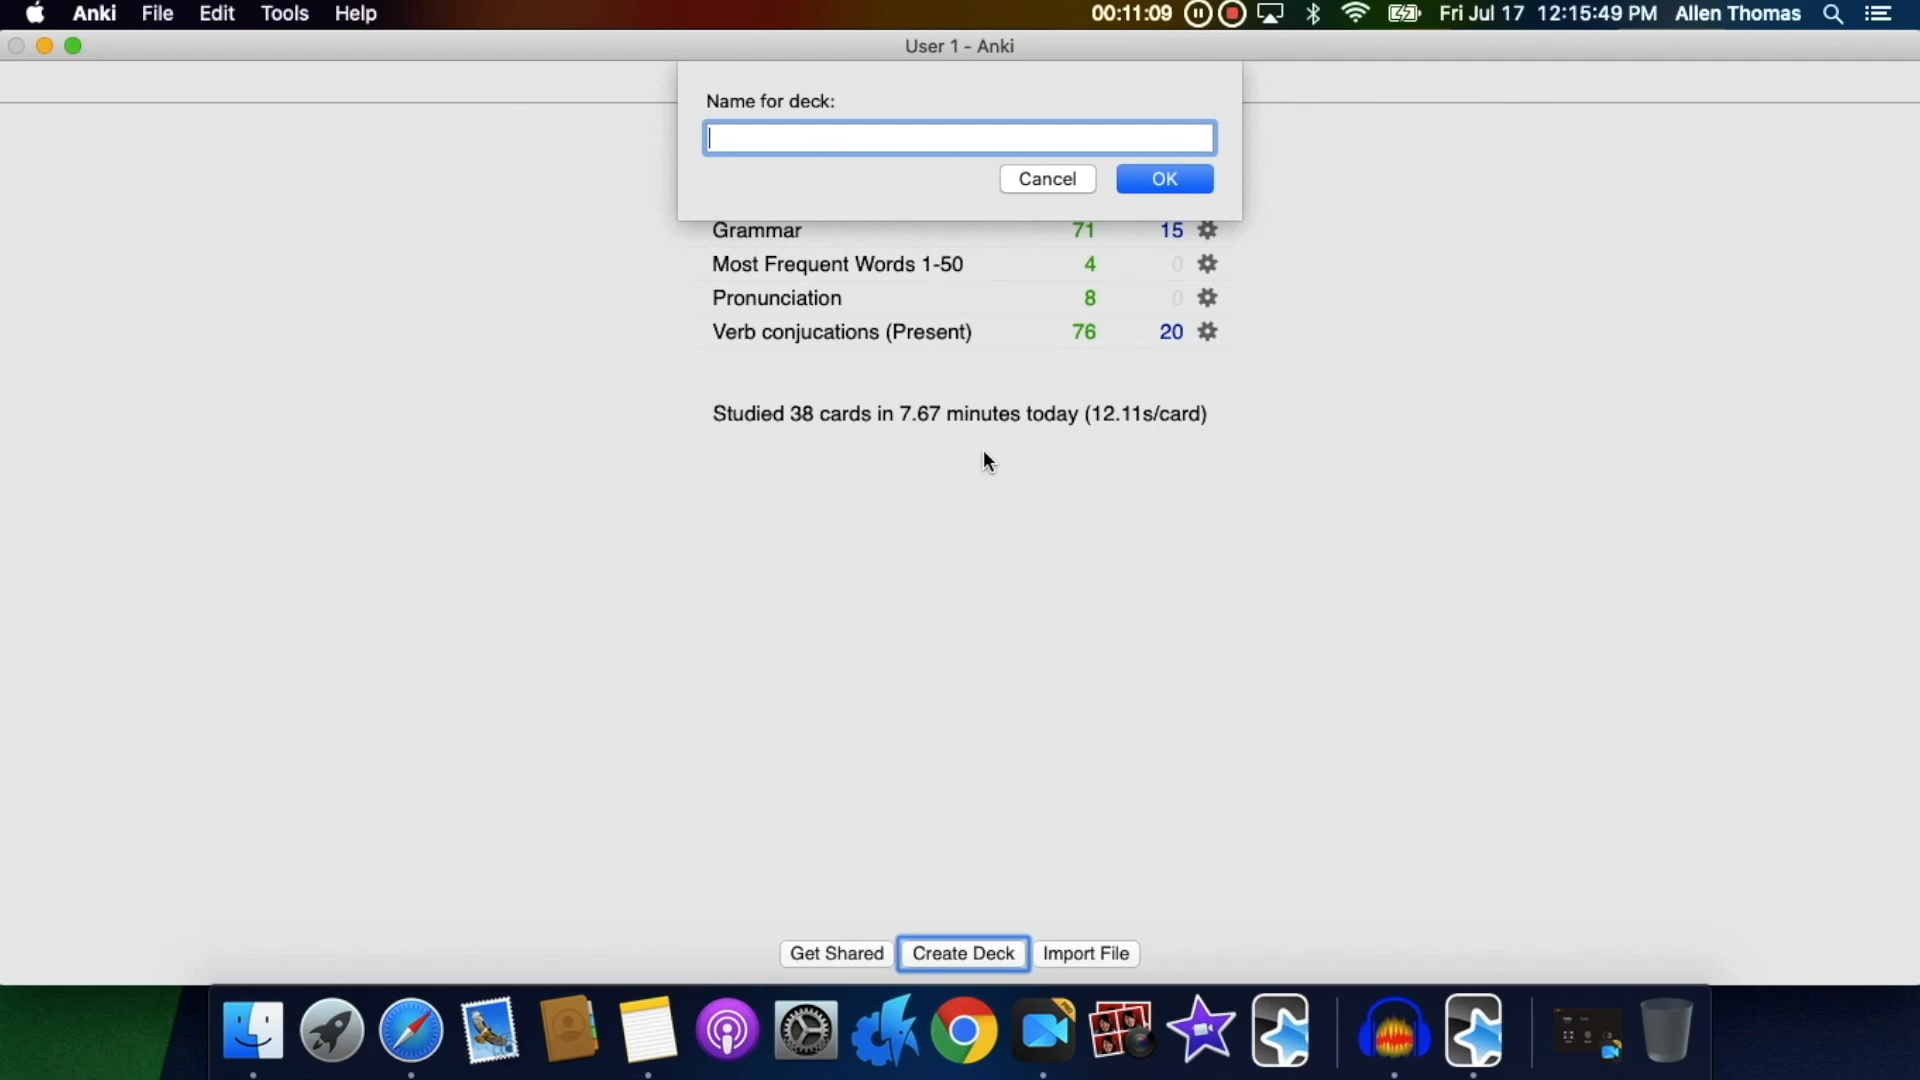 Anki File Edit Tools Help 00:11:09 Fri Jul 17 12:15:49 PM Allen Thomas
User 1 - Anki
Name for deck:
Cancel OK
Grammar 71 15
Most Frequent Words 1-50 4 0
Pronunciation 8 0
Verb conjucations (Present) 76 20
Studied 38 cards in 7.67 minutes today (12.11s/card)
Get Shared Create Deck Import File